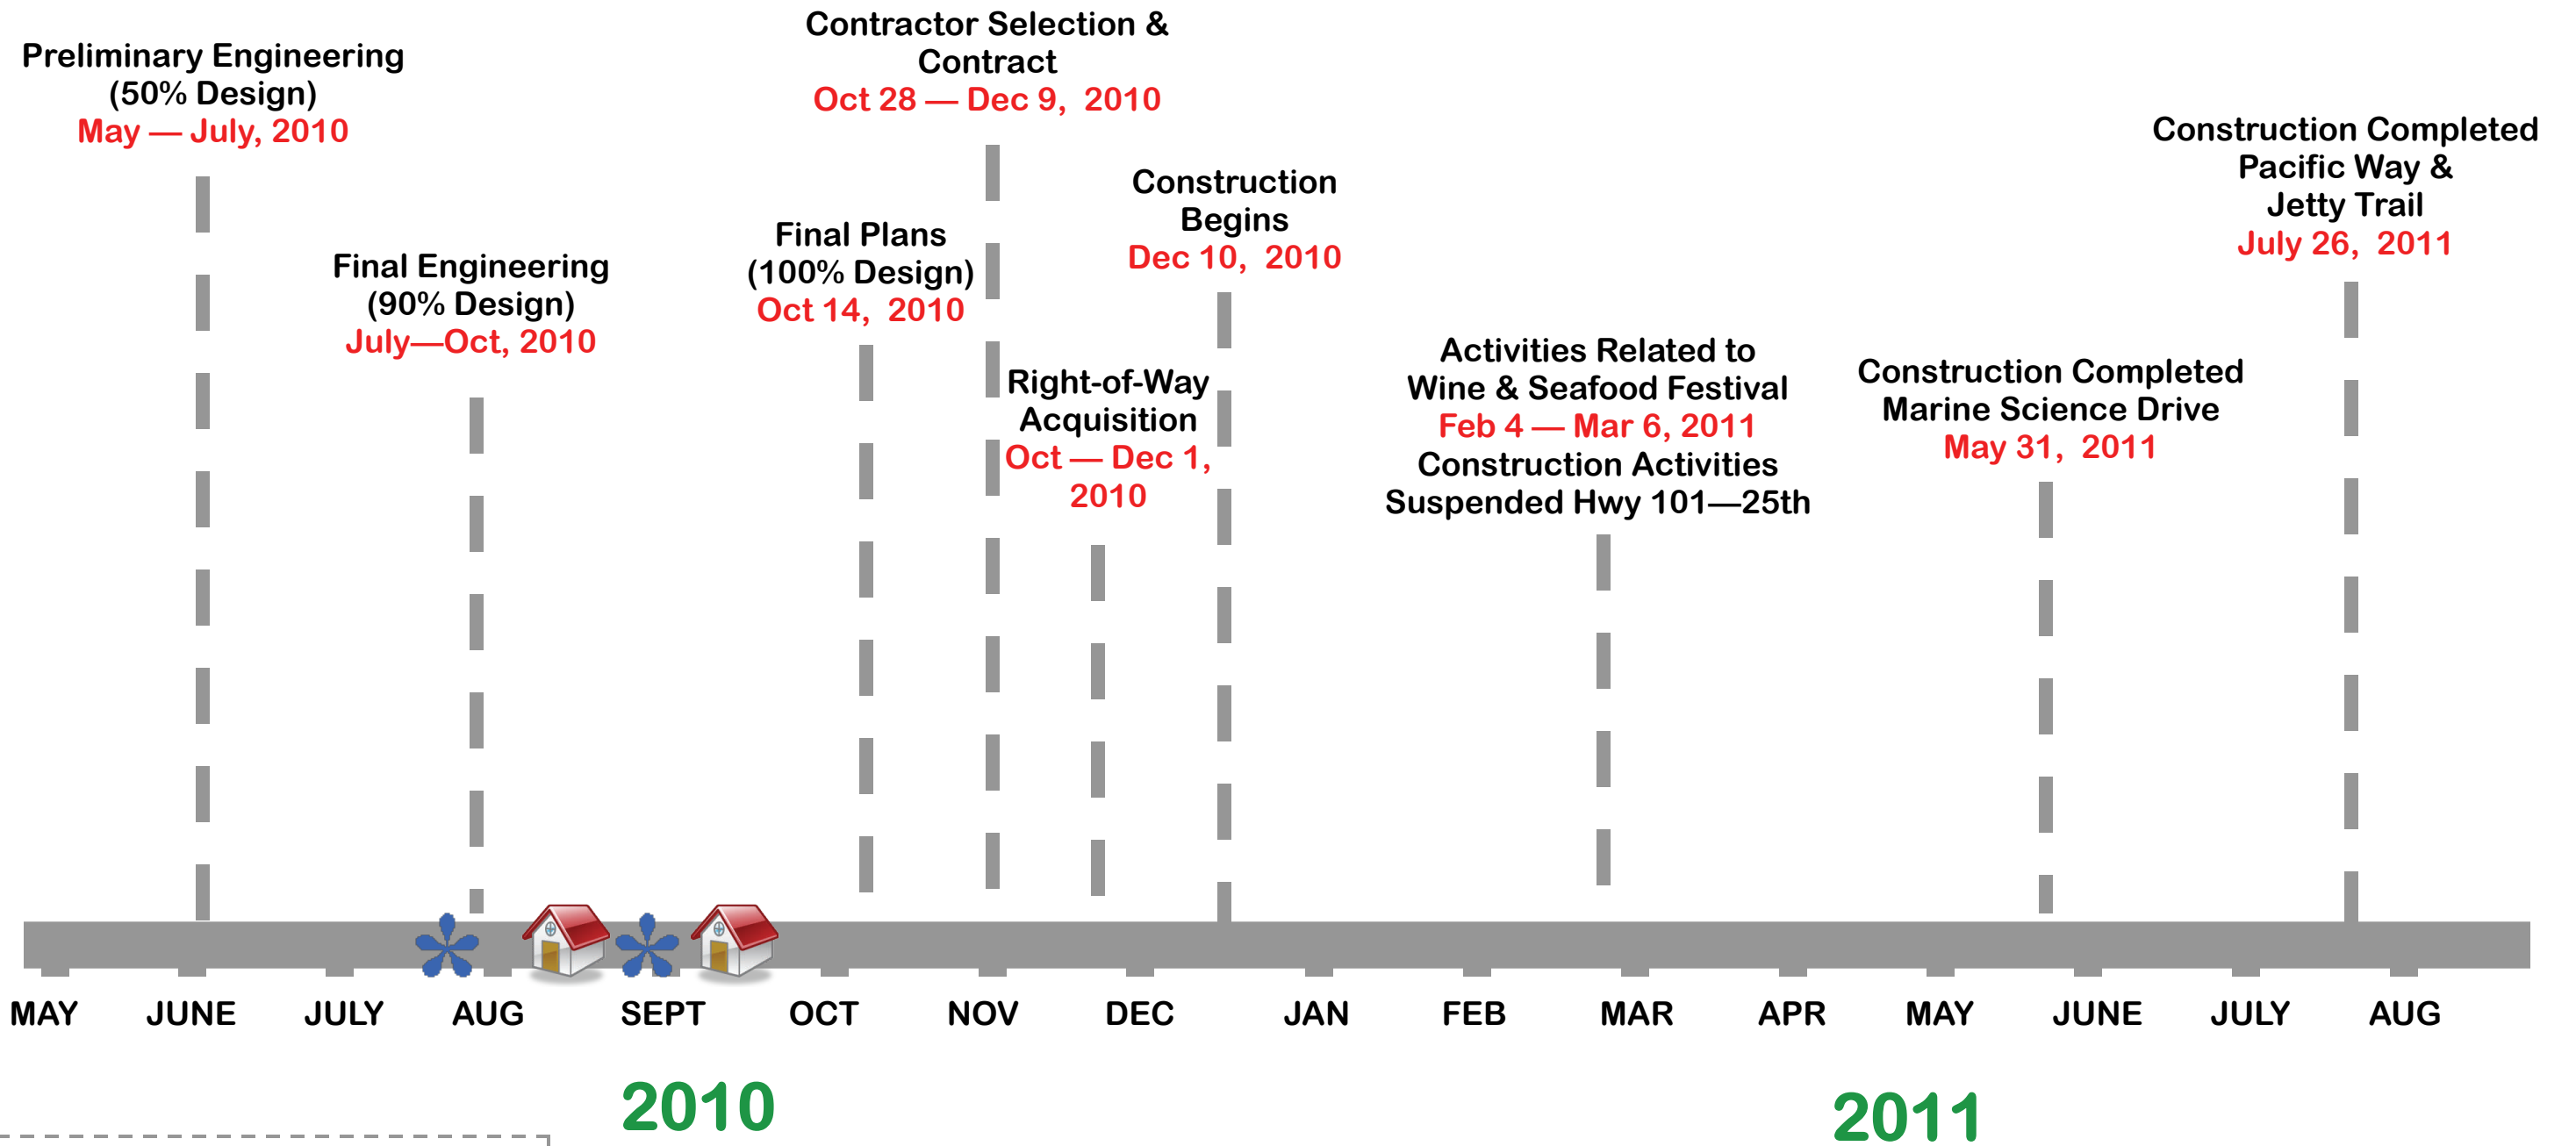 Preliminary Engineering
(50% Design)
May — July, 2010
Final Engineering
(90% Design)
July—Oct, 2010
Final Plans
(100% Design)
Oct 14, 2010
Contractor Selection &
Contract
Oct 28 — Dec 9, 2010
Right-of-Way
Acquisition
Oct — Dec 1,
2010
Construction
Begins
Dec 10, 2010
Activities Related to
Wine & Seafood Festival
Feb 4 — Mar 6, 2011
Construction Activities
Suspended Hwy 101—25th
Construction Completed
Marine Science Drive
May 31, 2011
Construction Completed
Pacific Way &
Jetty Trail
July 26, 2011
MAY JUNE JULY AUG SEPT OCT NOV DEC JAN FEB MAR APR MAY JUNE JULY AUG
2010 2011